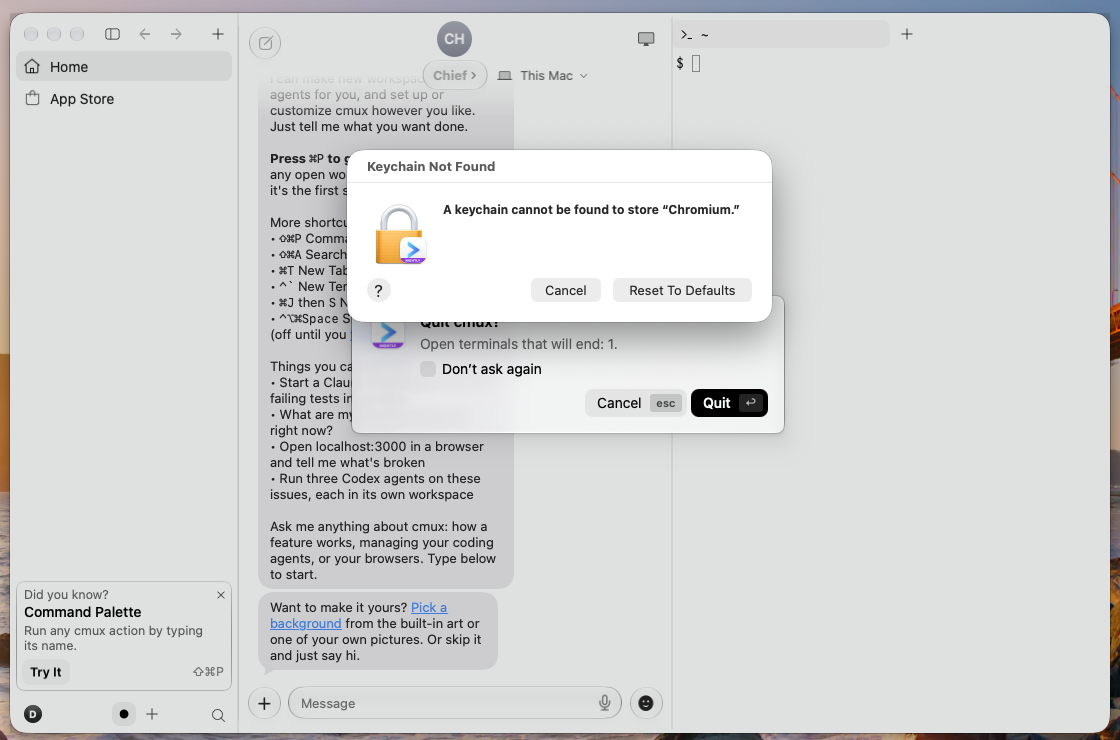 Home
App Store
CH
Chief ›
This Mac
>_ ~
$
agents for you, and set up or
customize cmux however you like.
Just tell me what you want done.
Press ⌘P to g
any open wo
it's the first s
More shortcu
• ⇧⌘P Comma
• ⇧⌘A Search
• ⌘T New Tab
• ^` New Ter
• ⌘J then S N
• ^⌥⌘Space S
(off until you
Things you ca
• Start a Clau
failing tests in
• What are my
right now?
• Open localhost:3000 in a browser
and tell me what's broken
• Run three Codex agents on these
issues, each in its own workspace
Ask me anything about cmux: how a
feature works, managing your coding
agents, or your browsers. Type below
to start.
Want to make it yours? Pick a
background from the built-in art or
one of your own pictures. Or skip it
and just say hi.
Message
Keychain Not Found
A keychain cannot be found to store “Chromium.”
?
Cancel
Reset To Defaults
Quit cmux?
Open terminals that will end: 1.
Don’t ask again
Cancel esc
Quit ↩
Did you know?
Command Palette
Run any cmux action by typing
its name.
Try It
⇧⌘P
D